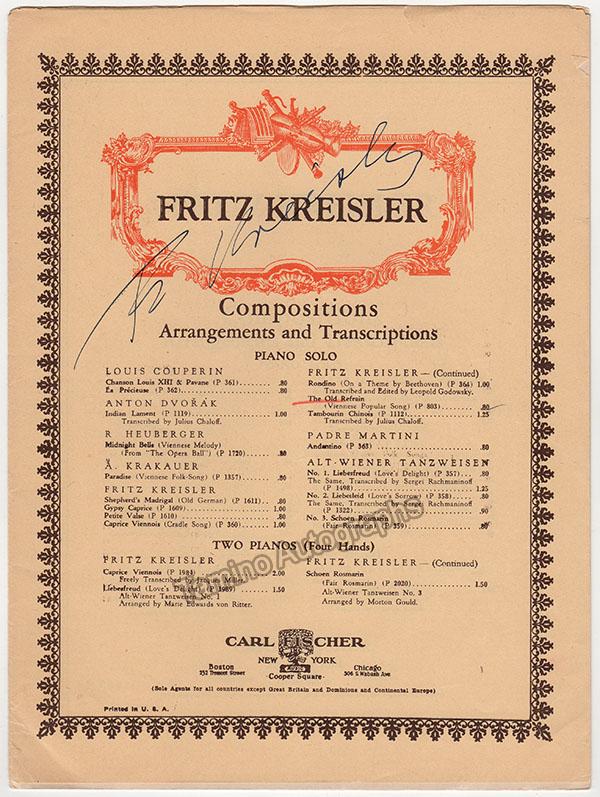 FRITZ KREISLER
Fr Kreisler
Compositions
Arrangements and Transcriptions
PIANO SOLO
LOUIS COUPERIN
Chanson Louis XIII & Pavane (P 361) ....... .80
La Précieuse (P 362) ....... .80
ANTON DVOŘÁK
Indian Lament (P 1119) ....... 1.00
Transcribed by Julius Chaloff.
R. HEUBERGER
Midnight Bells (Viennese Melody)
(From "The Opera Ball") (P 1720) ....... .80
A. KRAKAUER
Paradise (Viennese Folk-Song) (P 1357) ....... .80
FRITZ KREISLER
Shepherd's Madrigal (Old German) (P 1611) .. .80
Gypsy Caprice (P 1609) ....... 1.00
Petite Valse (P 1610) ....... .80
Caprice Viennois (Cradle Song) (P 360) ....... 1.00
FRITZ KREISLER — (Continued)
Rondino (On a Theme by Beethoven) (P 364) 1.00
Transcribed and Edited by Leopold Godowsky.
The Old Refrain
(Viennese Popular Song) (P 803) ....... .80
Tambourin Chinois (P 1112) ....... 1.25
Transcribed by Julius Chaloff.
PADRE MARTINI
Andantino (P 363) ....... .80
ALT-WIENER TANZWEISEN
No. 1. Liebesfreud (Love's Delight) (P 357) .... .80
The Same, Transcribed by Sergei Rachmaninoff
(P 1498) ....... 1.25
No. 2. Liebesleid (Love's Sorrow) (P 358) .... .80
The Same, Transcribed by Sergei Rachmaninoff
(P 1322) ....... .90
No. 3. Schoen Rosmarin
(Fair Rosmarin) (P 359) ....... .80
TWO PIANOS (Four Hands)
FRITZ KREISLER
Caprice Viennois (P 1984) ....... 2.00
Freely Transcribed by Miller.
Liebesfreud (Love's Delight) (P 1989) ....... 1.50
Alt-Wiener Tanzweisen No. 1
Arranged by Marie Edwards von Ritter.
FRITZ KREISLER — (Continued)
Schoen Rosmarin
(Fair Rosmarin) (P 2020) ....... 1.50
Alt-Wiener Tanzweisen No. 3
Arranged by Morton Gould.
Tamino Autographs
CARL FISCHER
NEW YORK
Cooper Square
Boston
252 Tremont Street
Chicago
306 S. Wabash Ave
(Sole Agents for all countries except Great Britain and Dominions and Continental Europe)
Printed in U. S. A.